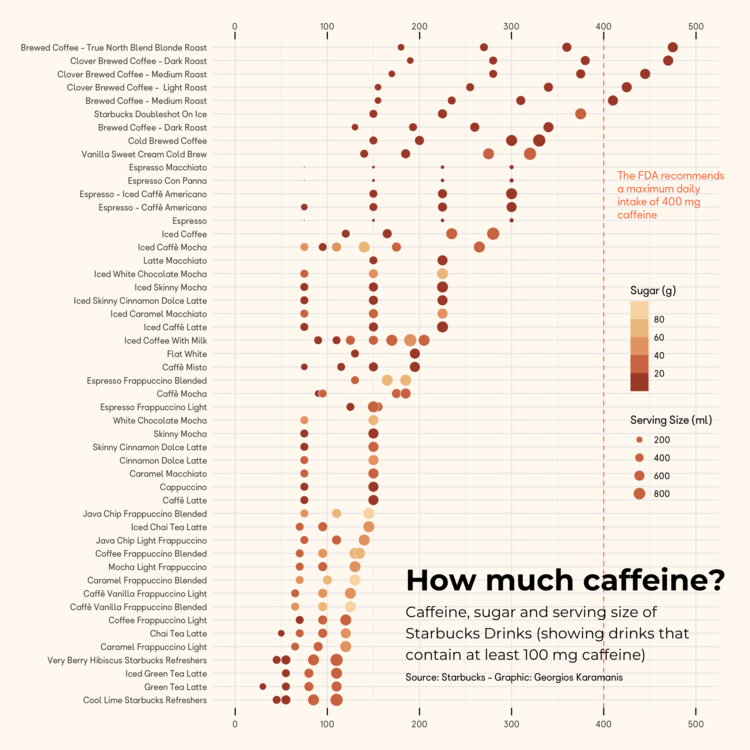 0 100 200 300 400 500
Brewed Coffee - True North Blend Blonde Roast
Clover Brewed Coffee - Dark Roast
Clover Brewed Coffee - Medium Roast
Clover Brewed Coffee - Light Roast
Brewed Coffee - Medium Roast
Starbucks Doubleshot On Ice
Brewed Coffee - Dark Roast
Cold Brewed Coffee
Vanilla Sweet Cream Cold Brew
Espresso Macchiato
Espresso Con Panna
Espresso - Iced Caffè Americano
Espresso - Caffè Americano
Espresso
Iced Coffee
Iced Caffè Mocha
Latte Macchiato
Iced White Chocolate Mocha
Iced Skinny Mocha
Iced Skinny Cinnamon Dolce Latte
Iced Caramel Macchiato
Iced Caffè Latte
Iced Coffee With Milk
Flat White
Caffè Misto
Espresso Frappuccino Blended
Caffè Mocha
Espresso Frappuccino Light
White Chocolate Mocha
Skinny Mocha
Skinny Cinnamon Dolce Latte
Cinnamon Dolce Latte
Caramel Macchiato
Cappuccino
Caffè Latte
Java Chip Frappuccino Blended
Iced Chai Tea Latte
Java Chip Light Frappuccino
Coffee Frappuccino Blended
Mocha Light Frappuccino
Caramel Frappuccino Blended
Caffè Vanilla Frappuccino Light
Caffè Vanilla Frappuccino Blended
Coffee Frappuccino Light
Chai Tea Latte
Caramel Frappuccino Light
Very Berry Hibiscus Starbucks Refreshers
Iced Green Tea Latte
Green Tea Latte
Cool Lime Starbucks Refreshers
The FDA recommends
a maximum daily
intake of 400 mg
caffeine
Sugar (g)
80
60
40
20
Serving Size (ml)
200
400
600
800
How much caffeine?
Caffeine, sugar and serving size of
Starbucks Drinks (showing drinks that
contain at least 100 mg caffeine)
Source: Starbucks - Graphic: Georgios Karamanis
0 100 200 300 400 500